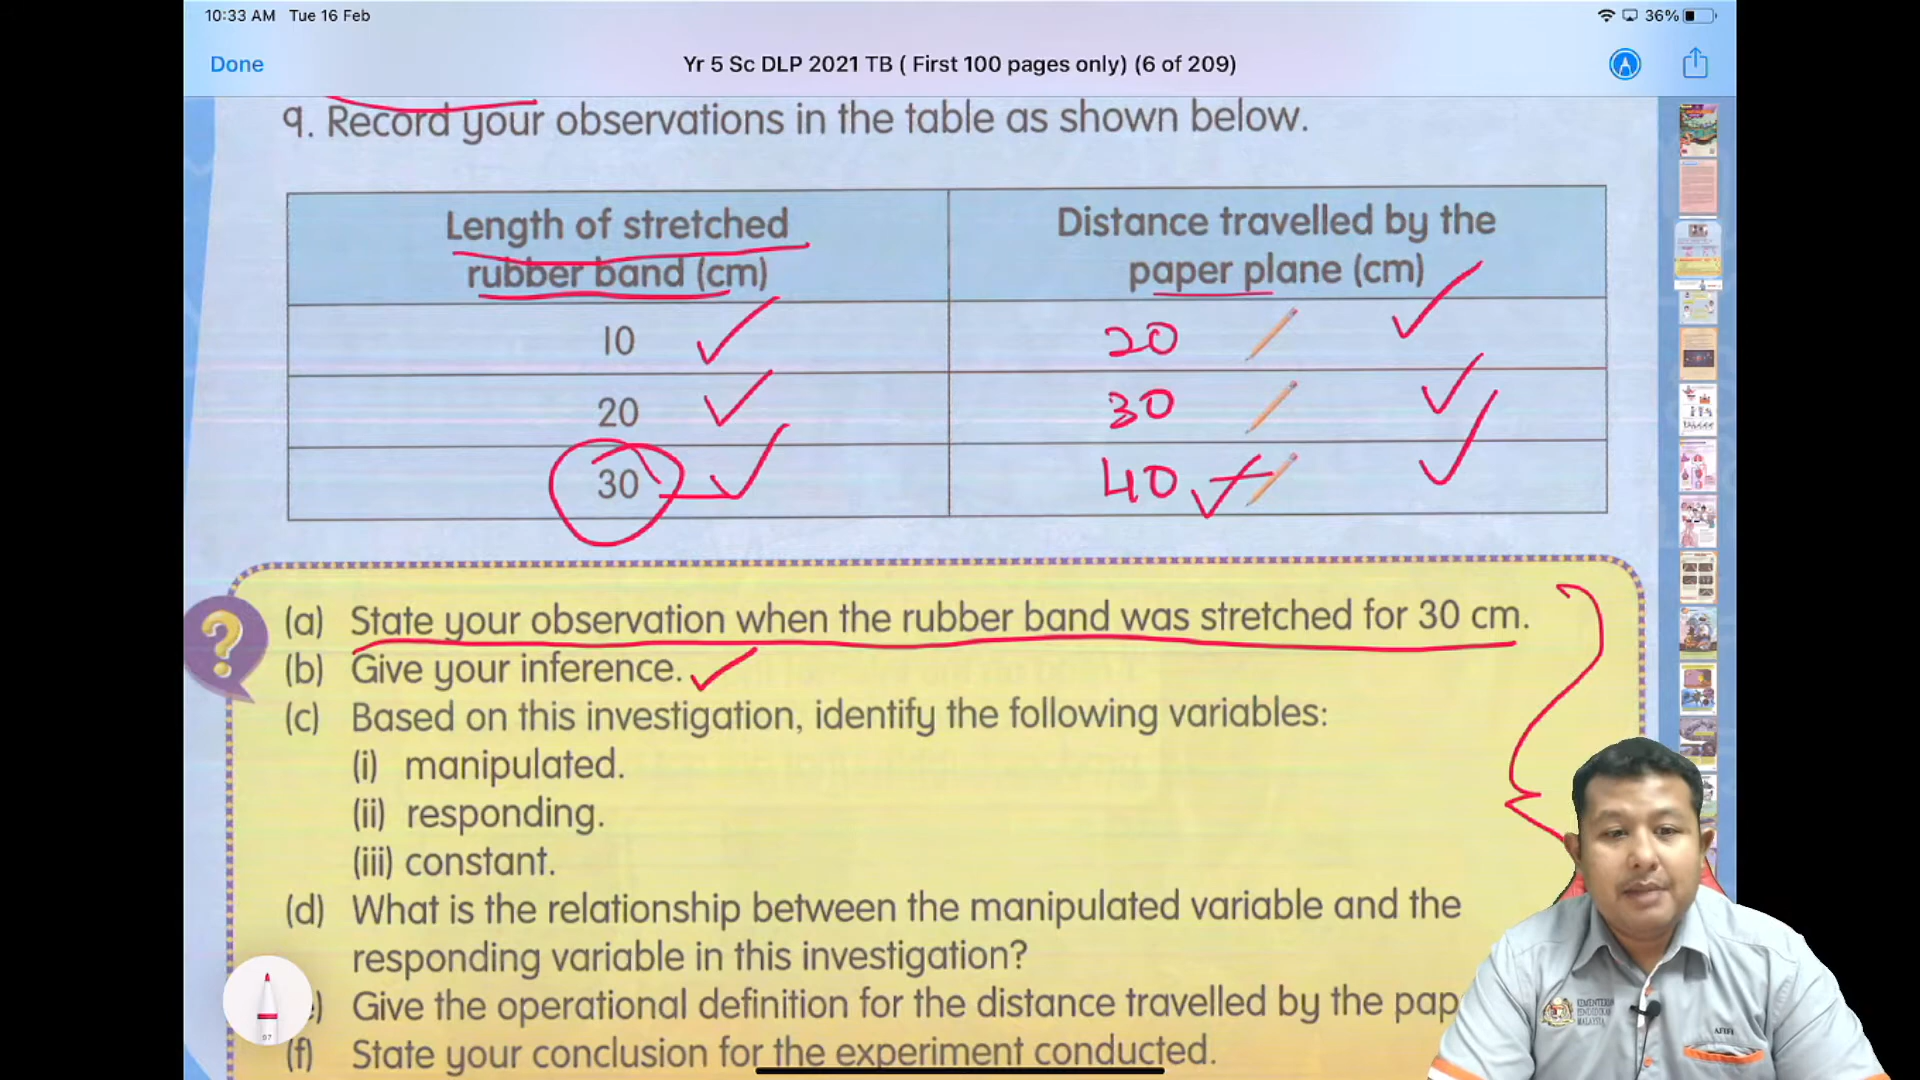 10:33 AM Tue 16 Feb
36%
Done
Yr 5 Sc DLP 2021 TB ( First 100 pages only) (6 of 209)
9. Record your observations in the table as shown below.
Length of stretched
rubber band (cm)
Distance travelled by the
paper plane (cm)
10
20
20
30
30
40
(a) State your observation when the rubber band was stretched for 30 cm.
(b) Give your inference.
(c) Based on this investigation, identify the following variables:
(i) manipulated.
(ii) responding.
(iii) constant.
(d) What is the relationship between the manipulated variable and the
responding variable in this investigation?
) Give the operational definition for the distance travelled by the pap
(f) State your conclusion for the experiment conducted.
97
KEMENTERIAN
PENDIDIKAN
MALAYSIA
AFIFI